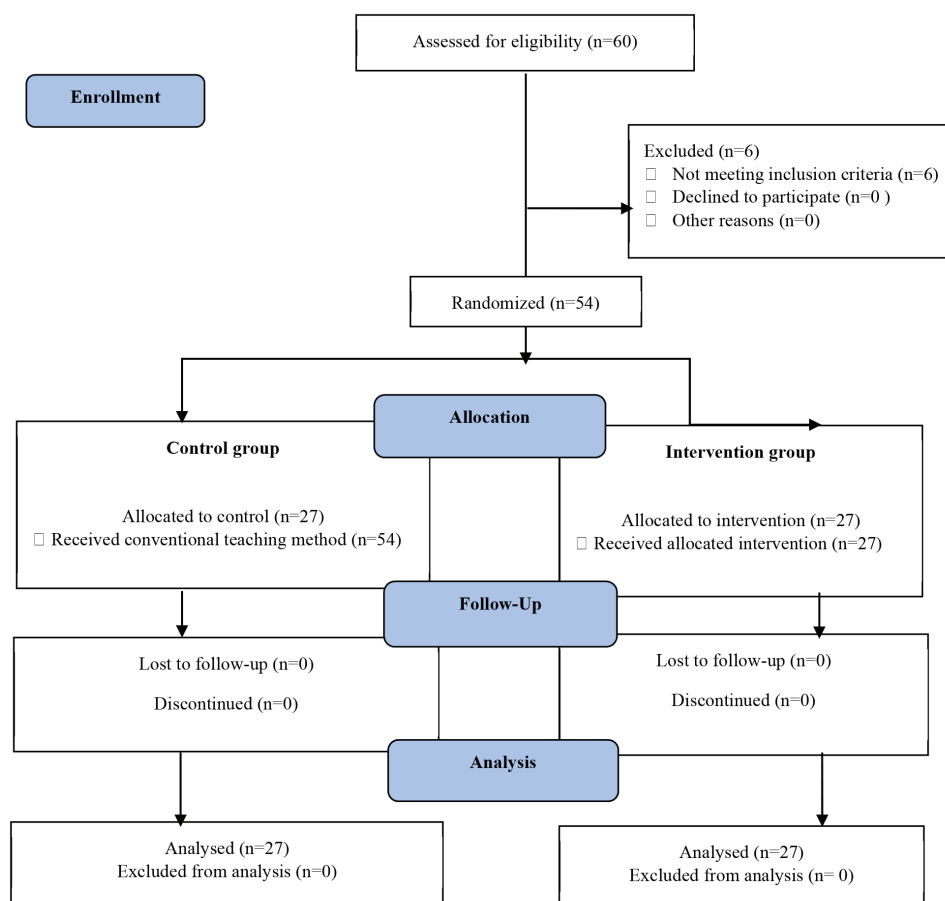 Assessed for eligibility (n=60)
Enrollment
Excluded (n=6)
☐ Not meeting inclusion criteria (n=6)
☐ Declined to participate (n=0 )
☐ Other reasons (n=0)
Randomized (n=54)
Allocation
Control group
Allocated to control (n=27)
☐ Received conventional teaching method (n=54)
Intervention group
Allocated to intervention (n=27)
☐ Received allocated intervention (n=27)
Follow-Up
Lost to follow-up (n=0)
Discontinued (n=0)
Lost to follow-up (n=0)
Discontinued (n=0)
Analysis
Analysed (n=27)
Excluded from analysis (n=0)
Analysed (n=27)
Excluded from analysis (n= 0)